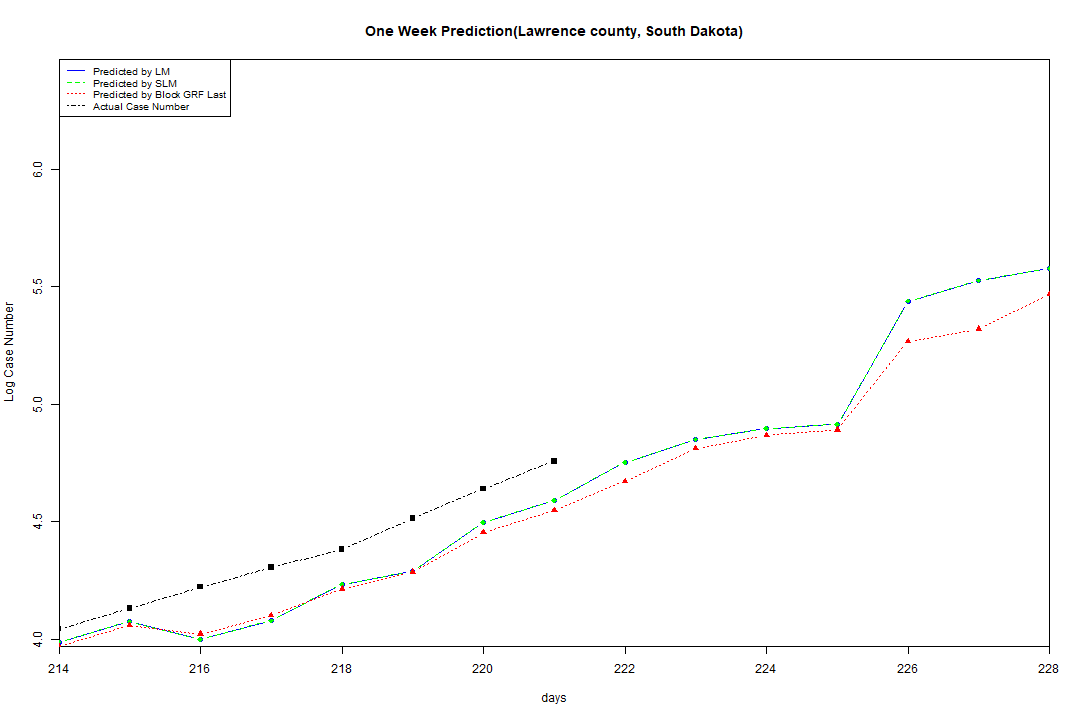 One Week Prediction(Lawrence county, South Dakota)
Predicted by LM
Predicted by SLM
Predicted by Block GRF Last
Actual Case Number
6.0
5.5
5.0
4.5
4.0
Log Case Number
214 216 218 220 222 224 226 228
days